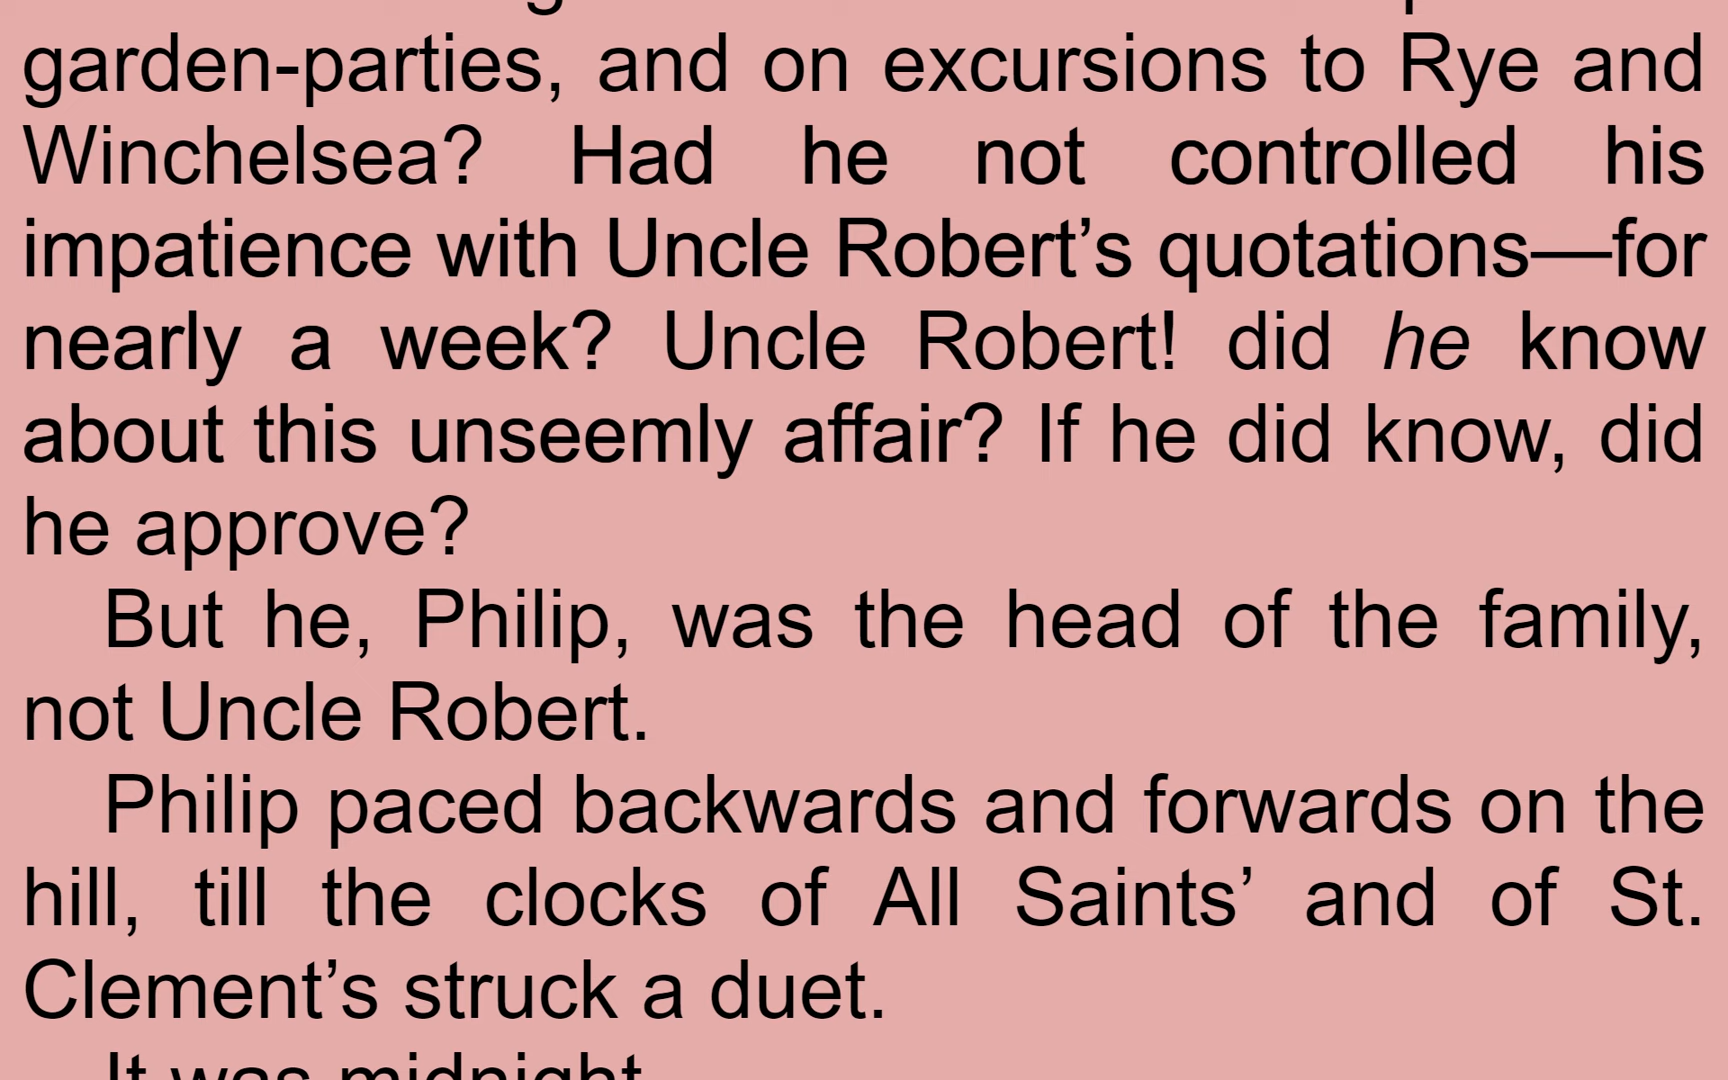 garden-parties, and on excursions to Rye and
Winchelsea? Had he not controlled his
impatience with Uncle Robert’s quotations—for
nearly a week? Uncle Robert! did he know
about this unseemly affair? If he did know, did
he approve?
But he, Philip, was the head of the family,
not Uncle Robert.
Philip paced backwards and forwards on the
hill, till the clocks of All Saints’ and of St.
Clement’s struck a duet.
It was midnight